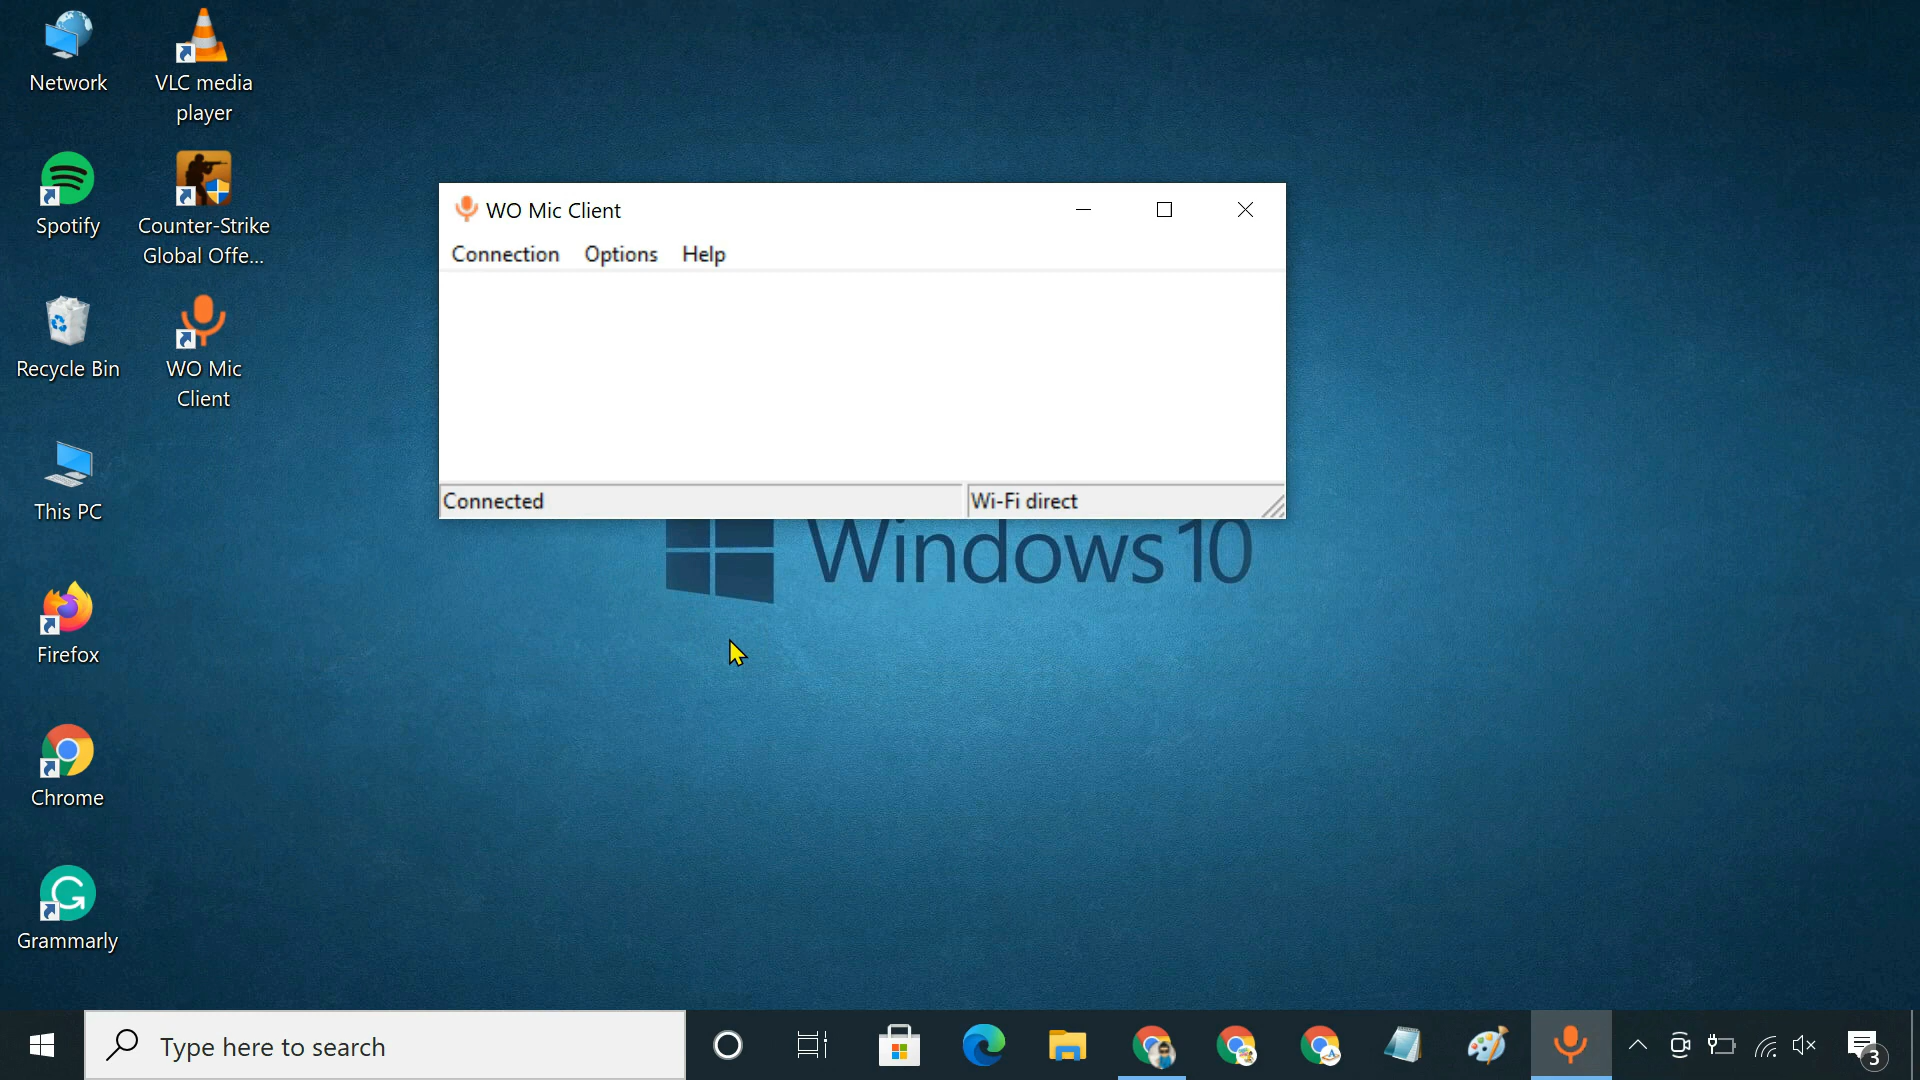 Network
VLC media
player
Spotify
Counter-Strike
Global Offe...
Recycle Bin
WO Mic
Client
This PC
Firefox
Chrome
Grammarly
WO Mic Client
Connection Options Help
Connected Wi-Fi direct
Windows 10
Type here to search
3